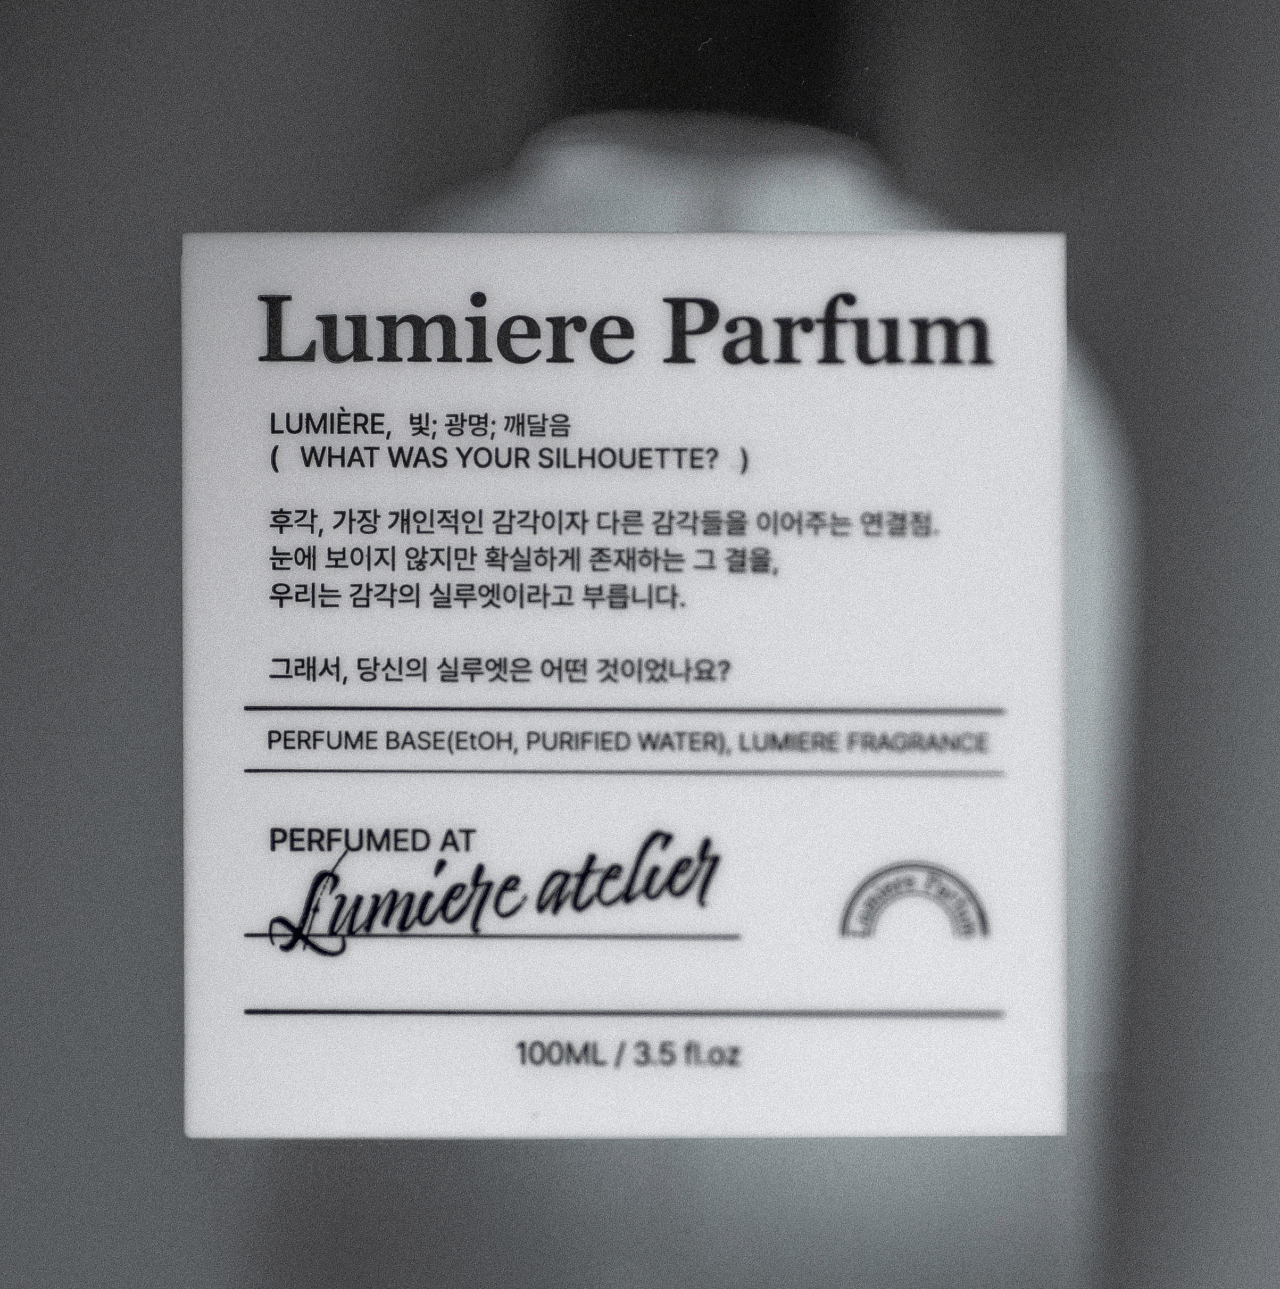 Lumiere Parfum
LUMIÈRE, 빛; 광명; 깨달음
( WHAT WAS YOUR SILHOUETTE? )
후각, 가장 개인적인 감각이자 다른 감각들을 이어주는 연결점.
눈에 보이지 않지만 확실하게 존재하는 그 결을,
우리는 감각의 실루엣이라고 부릅니다.
그래서, 당신의 실루엣은 어떤 것이었나요?
PERFUME BASE(EtOH, PURIFIED WATER), LUMIERE FRAGRANCE
PERFUMED AT
Lumiere atelier
Lumiere Parfum
100ML / 3.5 fl.oz